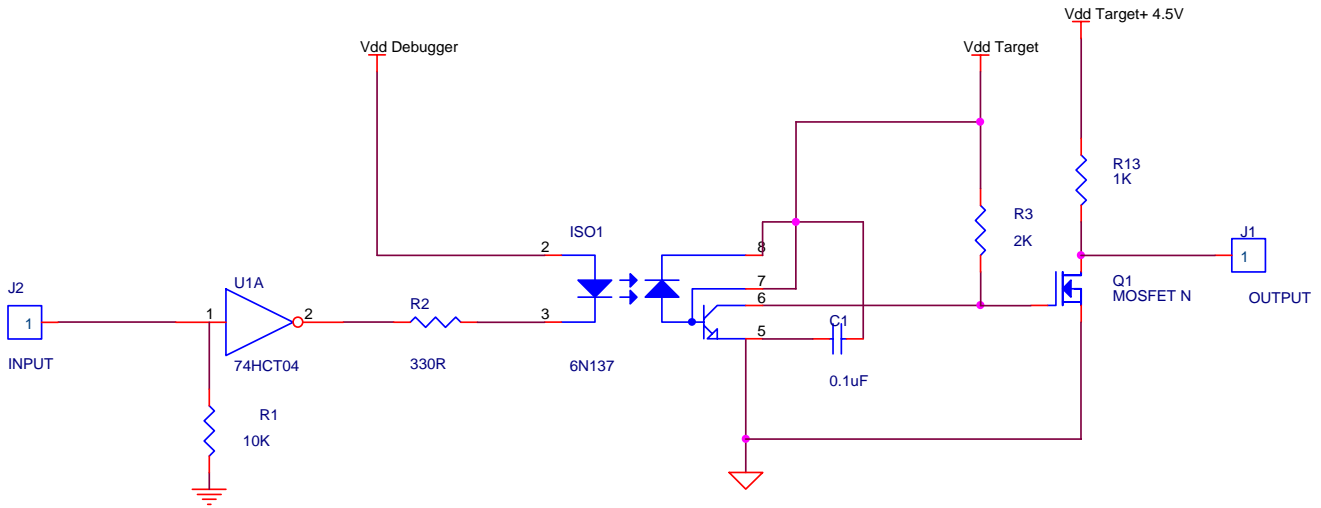 Vdd Target+ 4.5V
Vdd Debugger
Vdd Target
R13
1K
R3
2K
ISO1
2
8
J1
1
OUTPUT
U1A
7
Q1
MOSFET N
J2
1
INPUT
1
2
R2
330R
3
6
5
C1
0.1uF
74HCT04
6N137
R1
10K